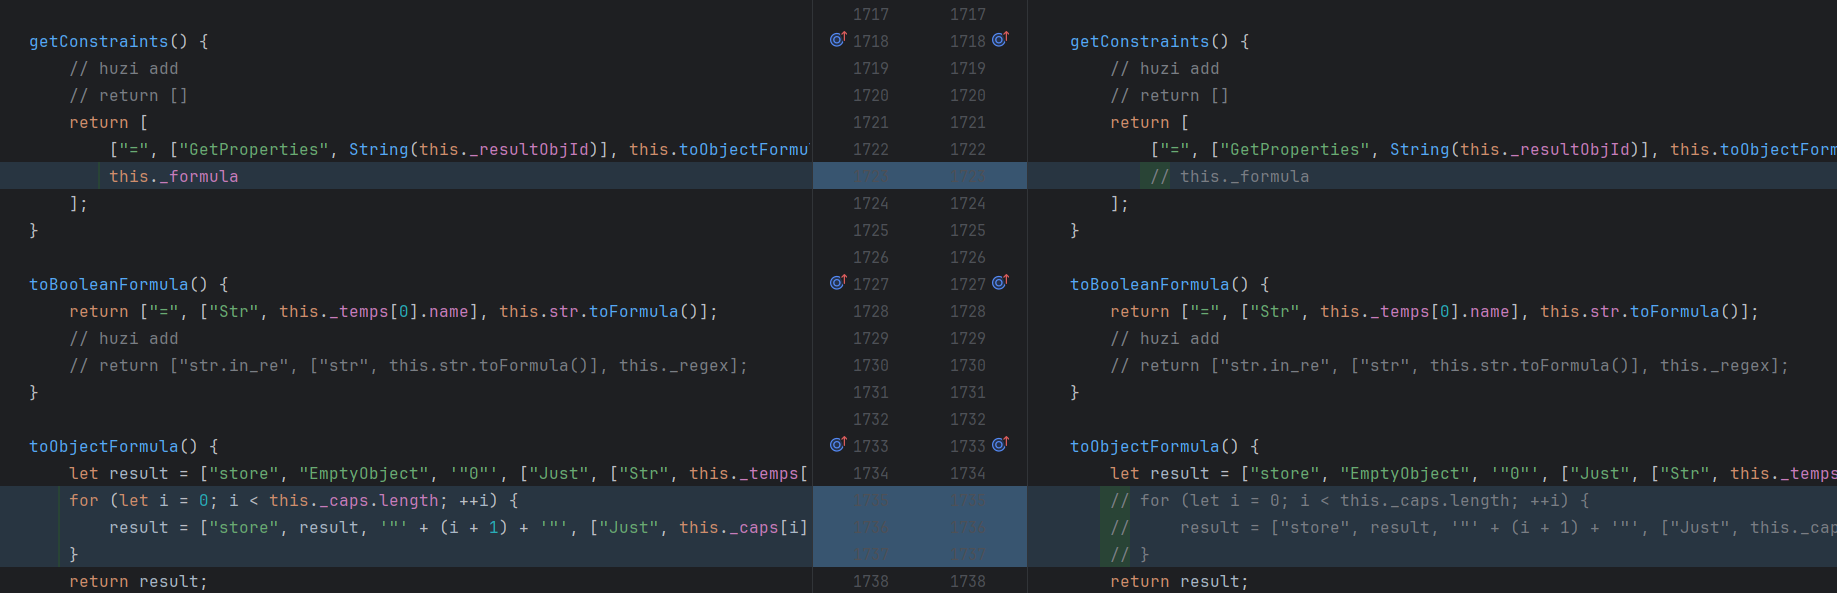 getConstraints() {
    // huzi add
    // return []
    return [
        ["=", ["GetProperties", String(this._resultObjId)], this.toObjectFormu
        this._formula
    ];
}
toBooleanFormula() {
    return ["=", ["Str", this._temps[0].name], this.str.toFormula()];
    // huzi add
    // return ["str.in_re", ["str", this.str.toFormula()], this._regex];
}
toObjectFormula() {
    let result = ["store", "EmptyObject", '"0"', ["Just", ["Str", this._temps[
    for (let i = 0; i < this._caps.length; ++i) {
        result = ["store", result, '"' + (i + 1) + '"', ["Just", this._caps[i]
    }
    return result;
1717 1717
1718 1718
1719 1719
1720 1720
1721 1721
1722 1722
1724 1724
1725 1725
1726 1726
1727 1727
1728 1728
1729 1729
1730 1730
1731 1731
1732 1732
1733 1733
1734 1734
1738 1738
getConstraints() {
    // huzi add
    // return []
    return [
        ["=", ["GetProperties", String(this._resultObjId)], this.toObjectForm
        // this._formula
    ];
}
toBooleanFormula() {
    return ["=", ["Str", this._temps[0].name], this.str.toFormula()];
    // huzi add
    // return ["str.in_re", ["str", this.str.toFormula()], this._regex];
}
toObjectFormula() {
    let result = ["store", "EmptyObject", '"0"', ["Just", ["Str", this._temps
    // for (let i = 0; i < this._caps.length; ++i) {
    //     result = ["store", result, '"' + (i + 1) + '"', ["Just", this._cap
    // }
    return result;